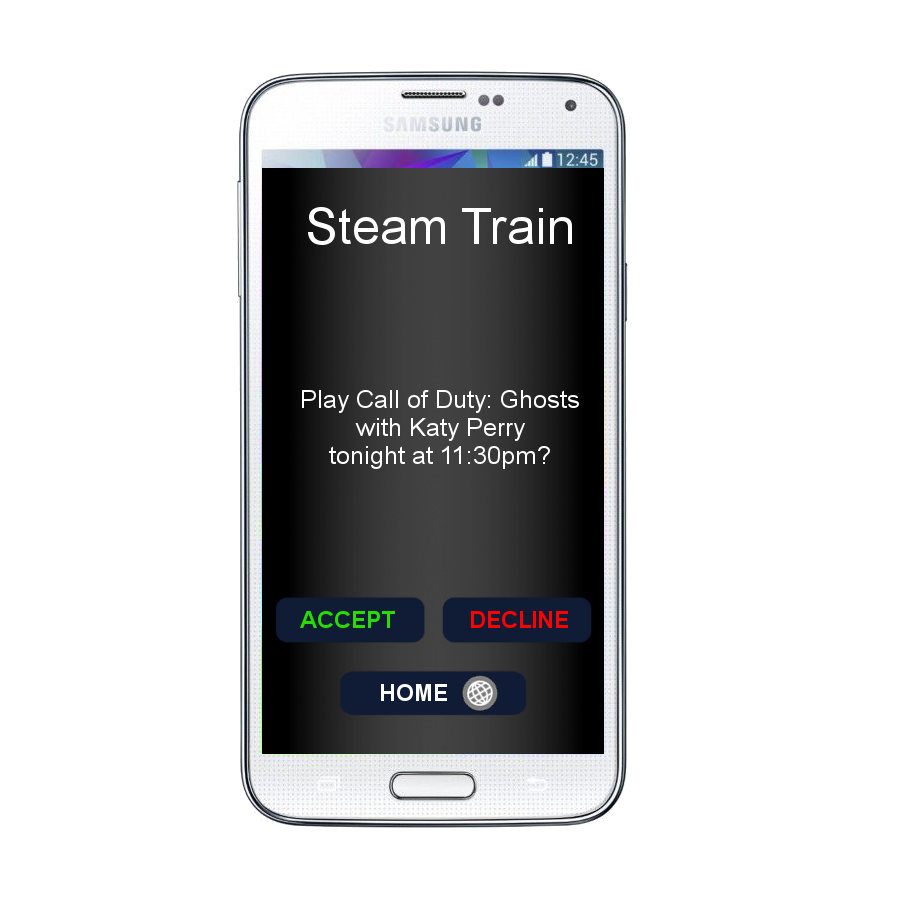 SAMSUNG
12:45
Steam Train
Play Call of Duty: Ghosts
with Katy Perry
tonight at 11:30pm?
ACCEPT DECLINE
HOME